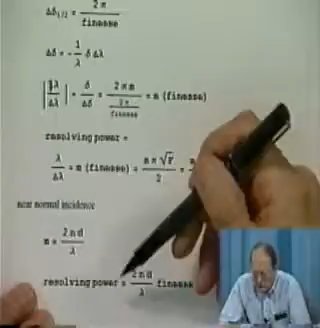 Δδ₁/₂ = 2π / finesse
Δδ = - 1/λ δ Δλ
|λ/Δλ| = δ/Δδ = 2πm / (2π/finesse) = m (finesse)
resolving power =
λ/Δλ = m (finesse) = mπ√F / 2 =
near normal incidence
m = 2nd / λ
resolving power = 2nd/λ finesse